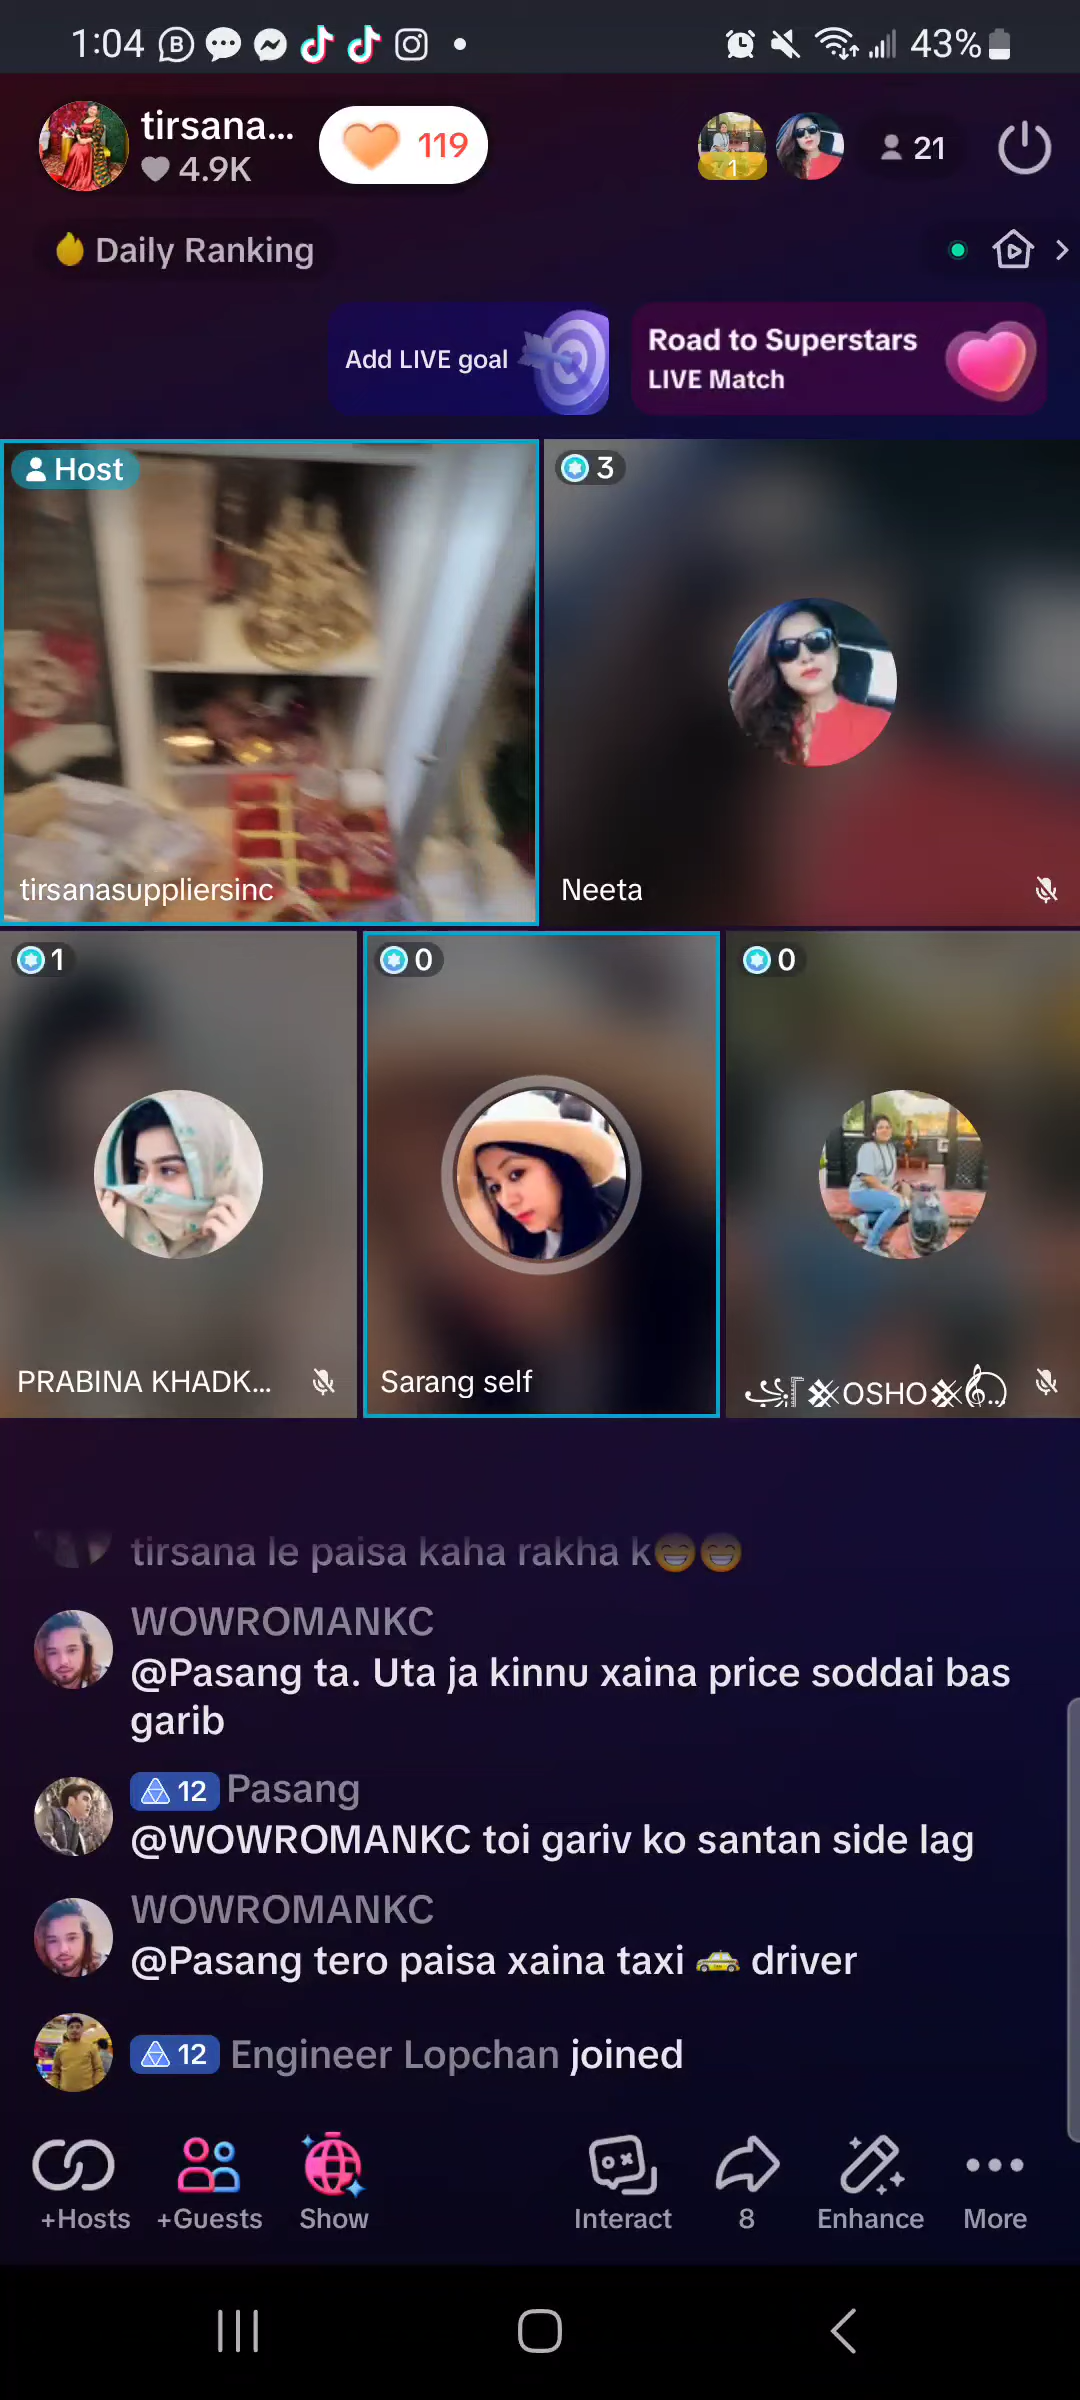 1:04
43%
tirsana...
4.9K
119
1
21
Daily Ranking
Add LIVE goal
Road to Superstars
LIVE Match
Host
3
tirsanasuppliersinc
Neeta
1
0
0
PRABINA KHADK...
Sarang self
OSHO
tirsana le paisa kaha rakha k😁😁
WOWROMANKC
@Pasang ta. Uta ja kinnu xaina price soddai bas
garib
12 Pasang
@WOWROMANKC toi gariv ko santan side lag
WOWROMANKC
@Pasang tero paisa xaina taxi 🚕 driver
12 Engineer Lopchan joined
+Hosts
+Guests
Show
Interact
8
Enhance
More